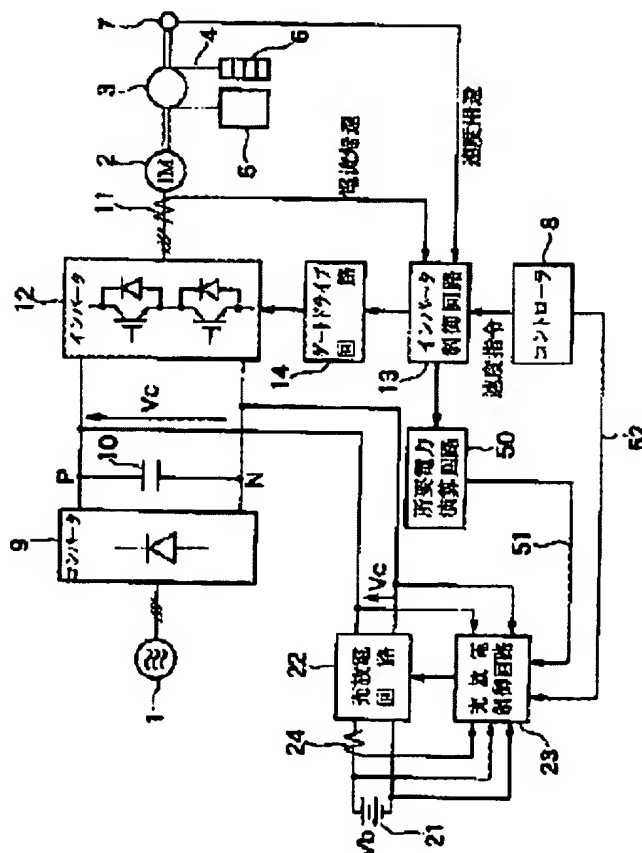 1
9
コンバータ
P
10
N
Vc
12
インバータ
11
2
IM
3
7
4
5
6
電流帰還
速度帰還
14
ゲートドライブ
回路
13
インバータ
制御回路
速度指令
8
コントローラ
50
所要電力
演算回路
51
52
Vc
22
充放電
回路
24
Vb
21
23
充放電
制御回路